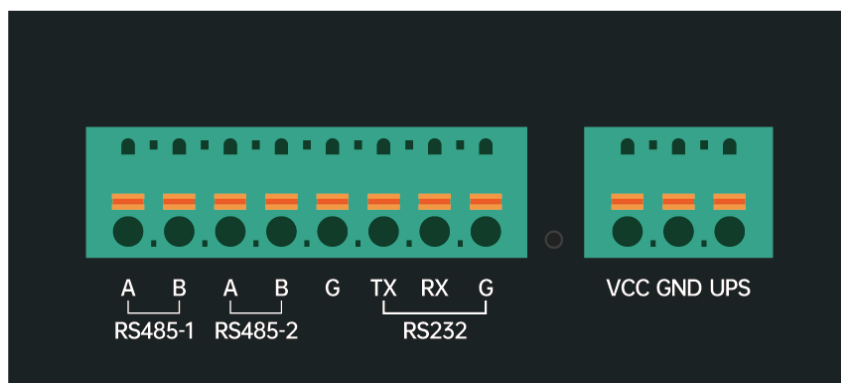 A B A B G TX RX G VCC GND UPS
RS485-1 RS485-2 RS232